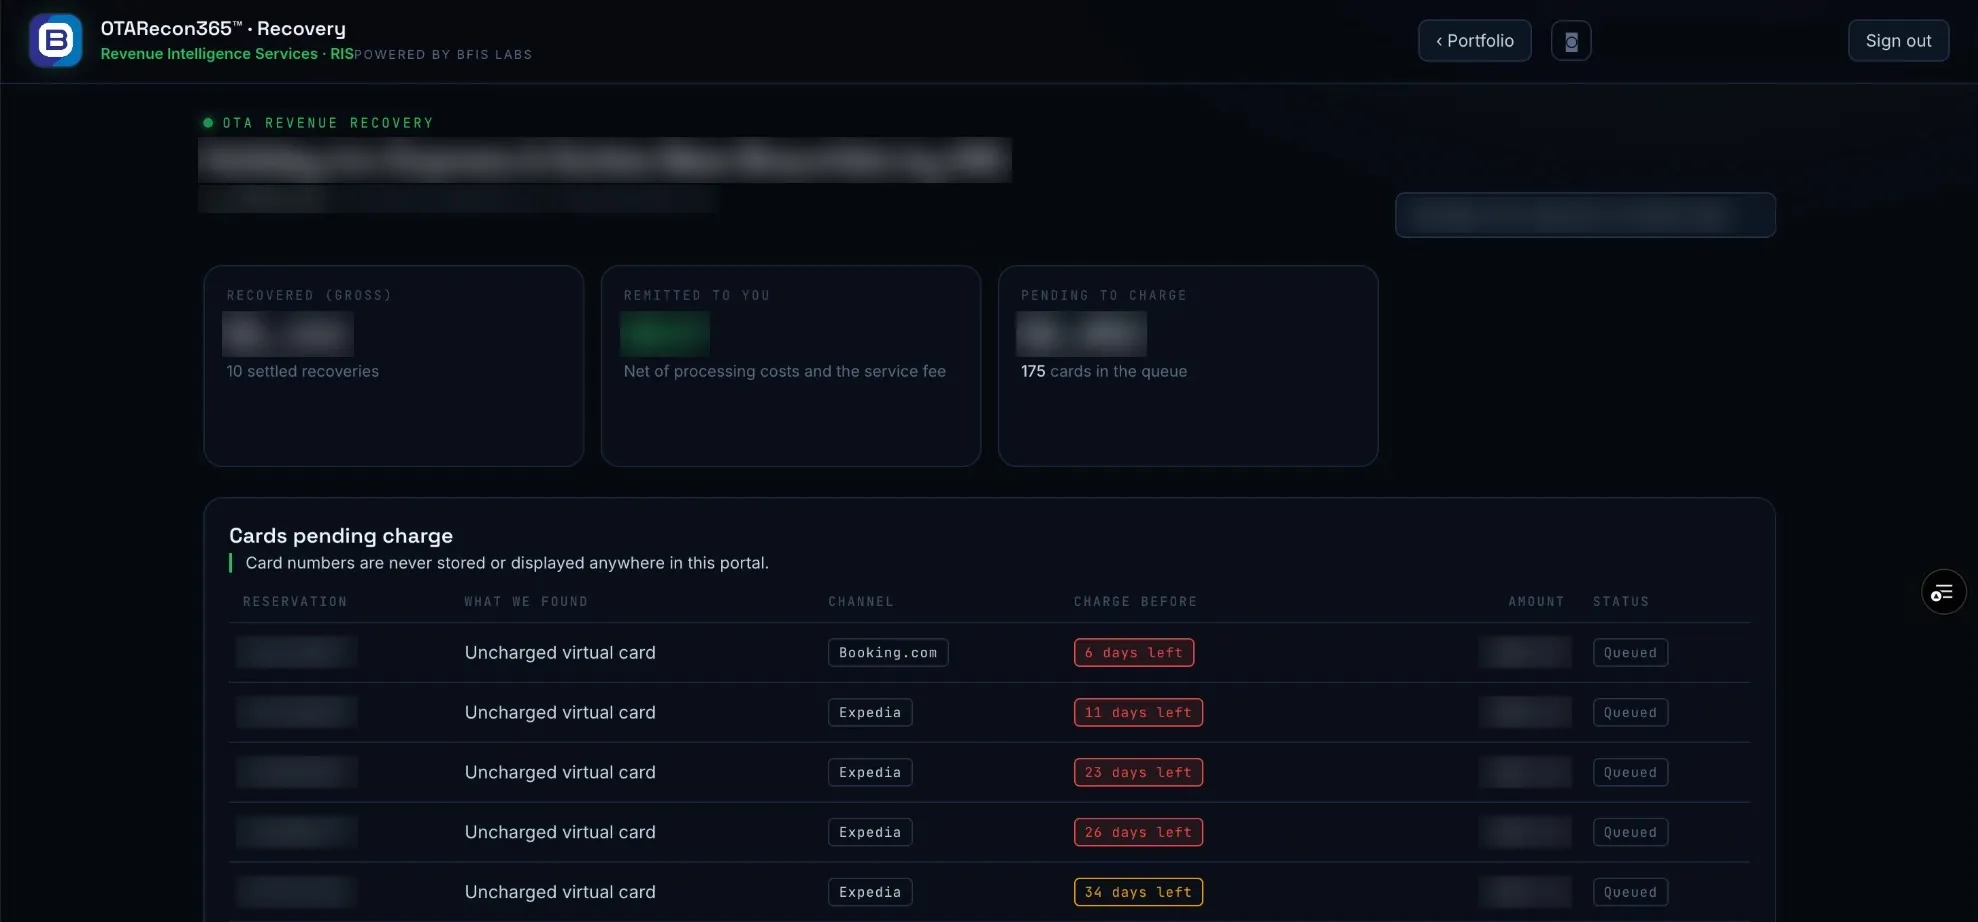 OTARecon365™ · Recovery
Revenue Intelligence Services · RIS POWERED BY BFIS LABS
‹ Portfolio
Sign out
OTA REVENUE RECOVERY
RECOVERED (GROSS)
10 settled recoveries
REMITTED TO YOU
Net of processing costs and the service fee
PENDING TO CHARGE
175 cards in the queue
Cards pending charge
Card numbers are never stored or displayed anywhere in this portal.
RESERVATION WHAT WE FOUND CHANNEL CHARGE BEFORE AMOUNT STATUS
Uncharged virtual card Booking.com 6 days left Queued
Uncharged virtual card Expedia 11 days left Queued
Uncharged virtual card Expedia 23 days left Queued
Uncharged virtual card Expedia 26 days left Queued
Uncharged virtual card Expedia 34 days left Queued